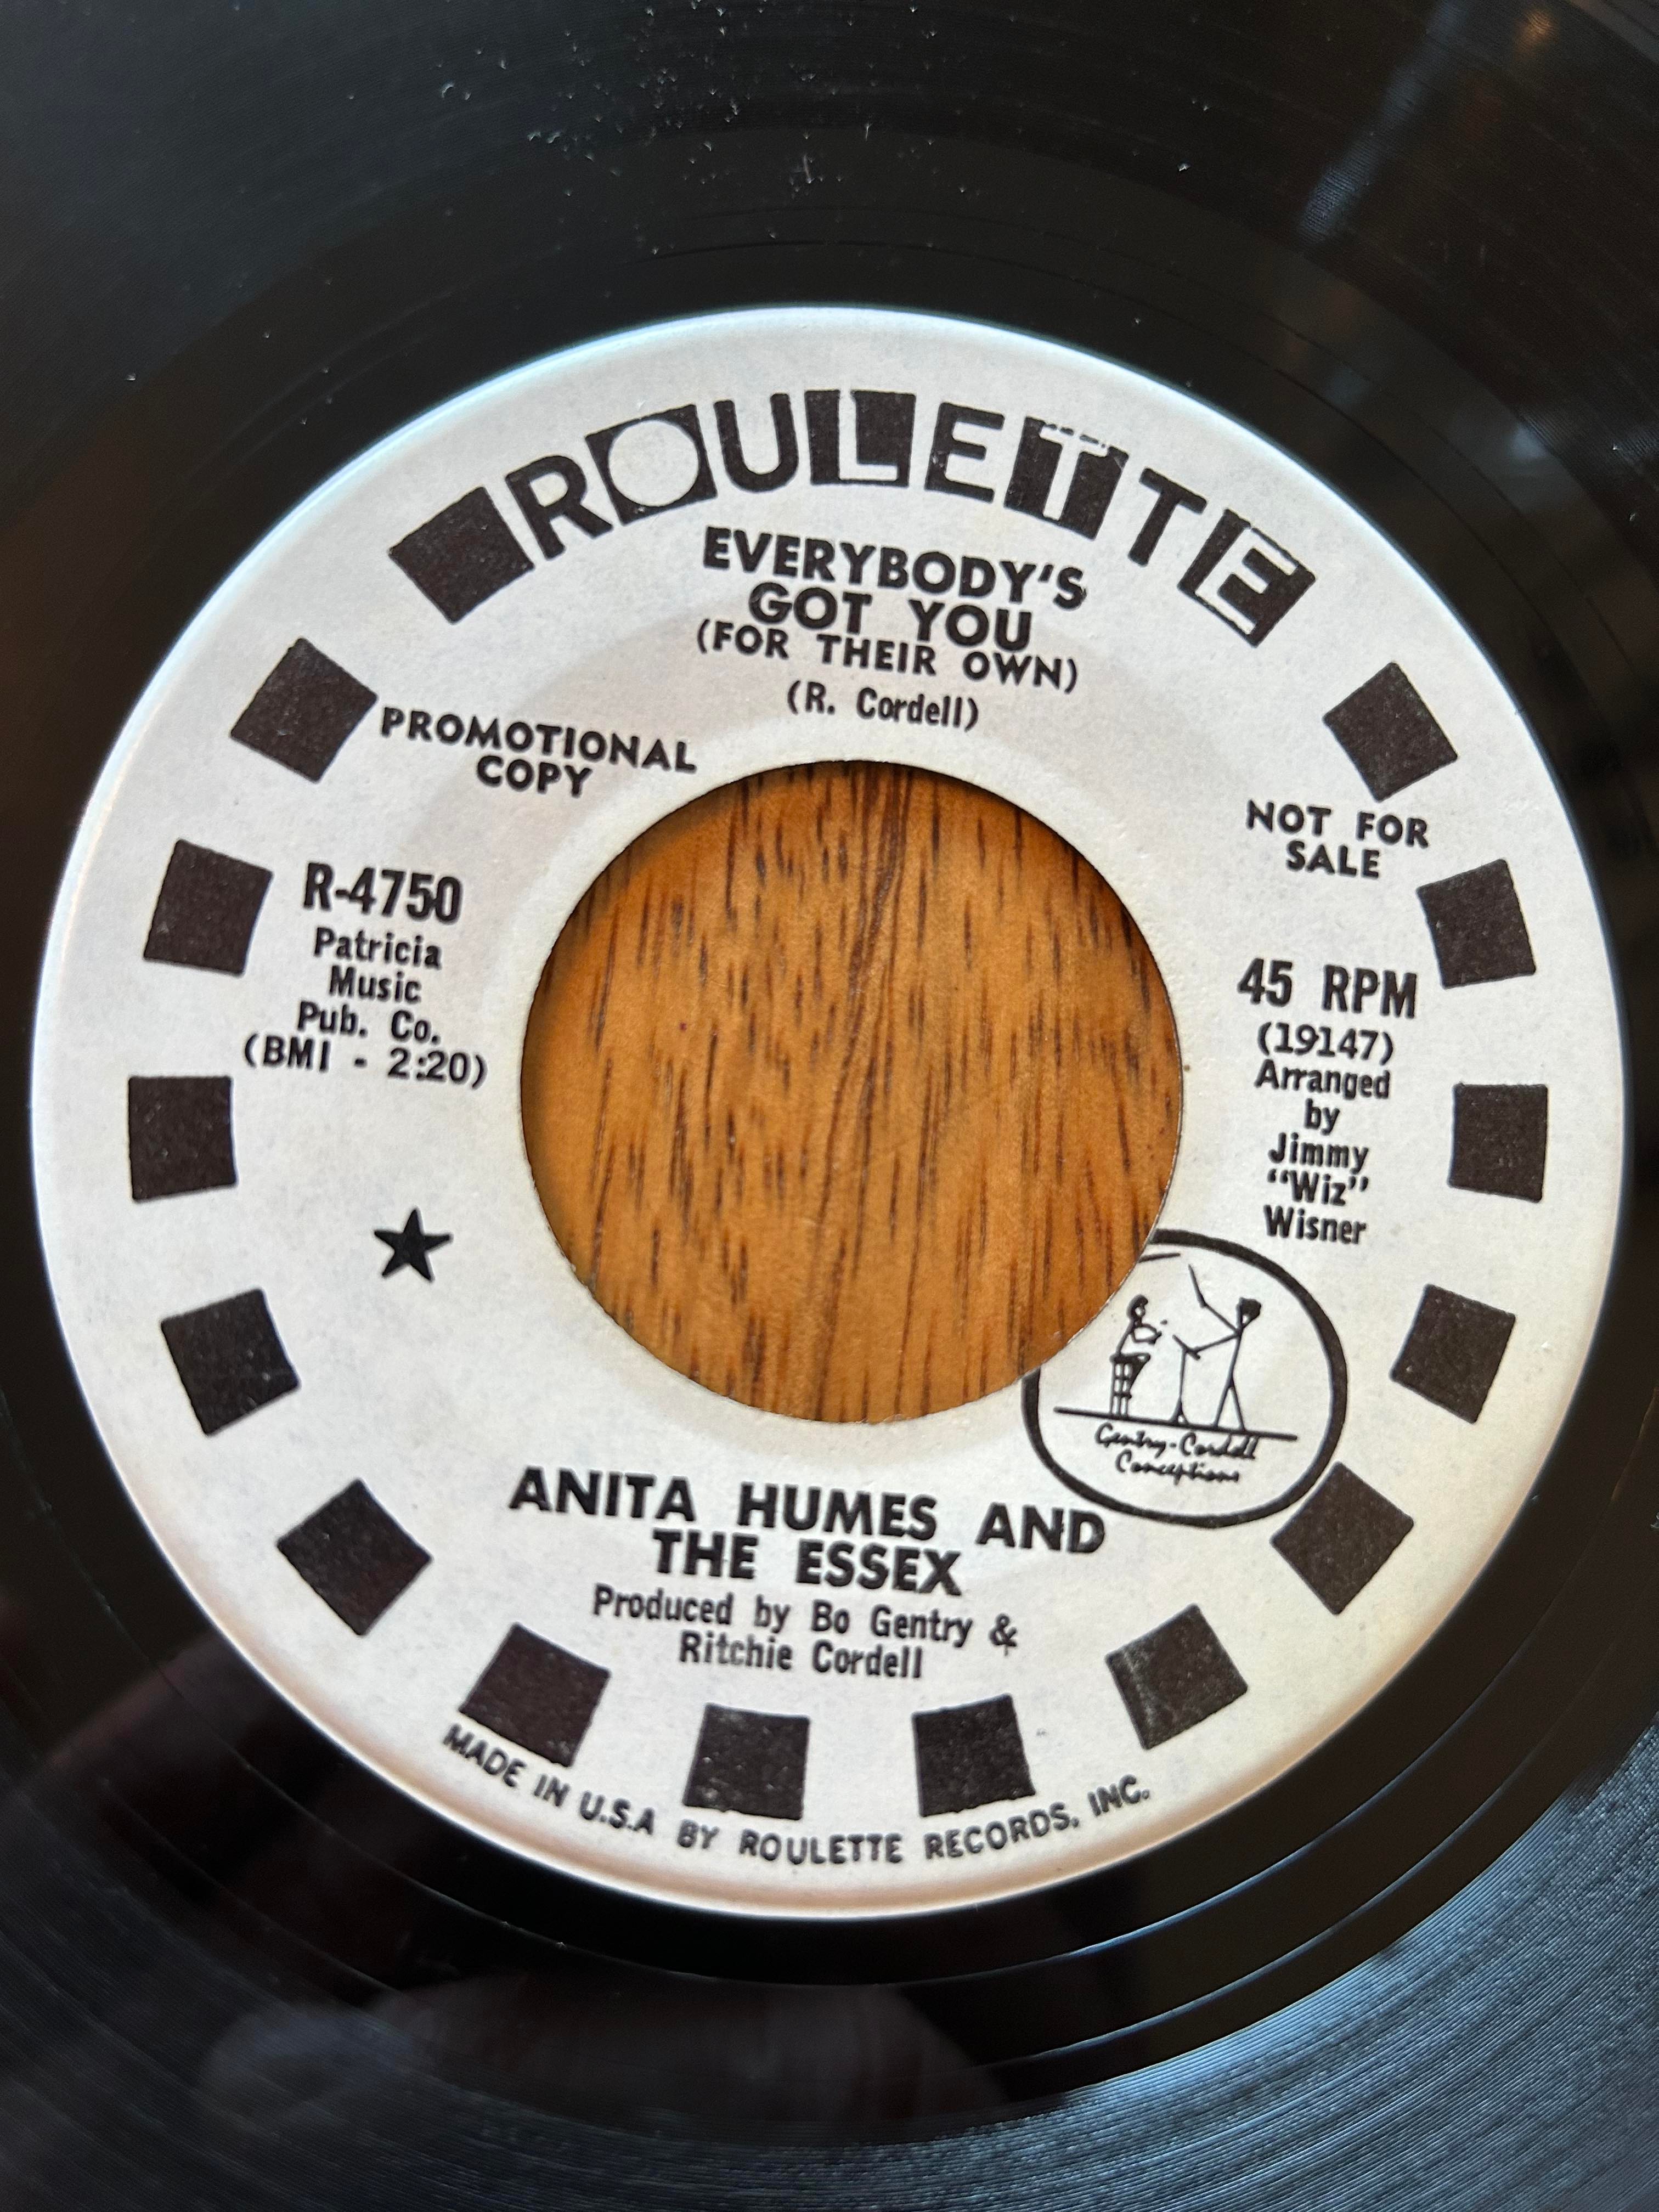 ROULETTE
EVERYBODY'S
GOT YOU
(FOR THEIR OWN)
(R. Cordell)
PROMOTIONAL
COPY
NOT FOR
SALE
R-4750
Patricia
Music
Pub. Co.
(BMI - 2:20)
45 RPM
(19147)
Arranged
by
Jimmy
"Wiz"
Wisner
Gentry-Cordell
Conceptions
ANITA HUMES AND
THE ESSEX
Produced by Bo Gentry &
Ritchie Cordell
MADE IN U.S.A BY ROULETTE RECORDS, INC.